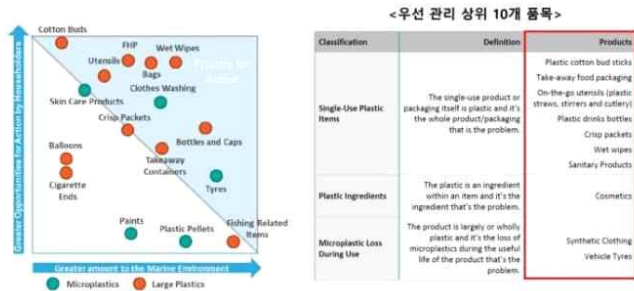 <우선 관리 상위 10개 품목>
Cotton Buds
FHP
Wet Wipes
Utensils
Bags
Priority for
Action
Clothes Washing
Skin Care Products
Crisp Packets
Bottles and Caps
Balloons
Takeaway
Containers
Cigarette
Ends
Tyres
Paints
Plastic Pellets
Fishing Related
Items
Greater Opportunities for Action by Householders
Greater amount to the Marine Environment
Microplastics
Large Plastics
Classification
Definition
Products
Single-Use Plastic
Items
The single-use product or
packaging itself is plastic and it's
the whole product/packaging
that is the problem.
Plastic cotton bud sticks
Take-away food packaging
On-the-go utensils (plastic
straws, stirrers and cutlery)
Plastic drinks bottles
Crisp packets
Wet wipes
Sanitary Products
Plastic Ingredients
The plastic is an ingredient
within an item and it's the
ingredient that's the problem.
Cosmetics
Microplastic Loss
During Use
The product is largely or wholly
plastic and it's the loss of
microplastics during the useful
life of the product that's the
problem.
Synthetic Clothing
Vehicle Tyres